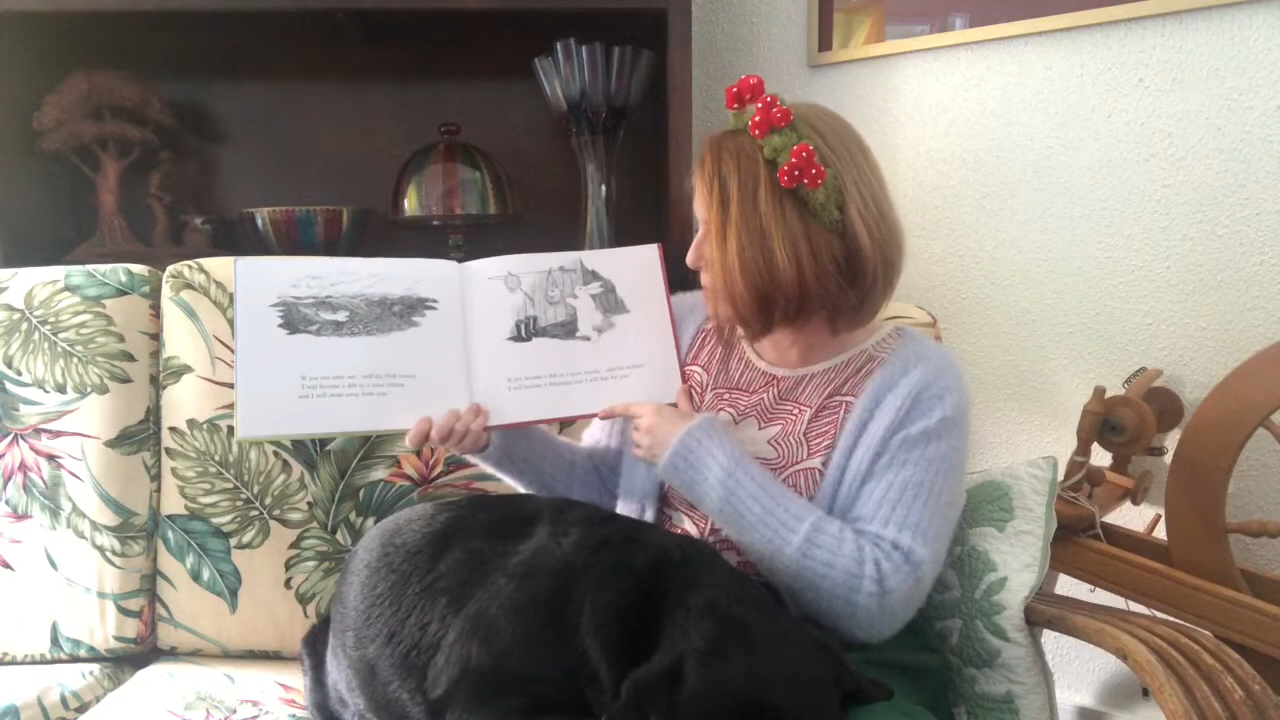 "If you run after me," said the little bunny,
"I will become a fish in a trout stream
and I will swim away from you."
"If you become a fish in a trout stream," said his mother,
"I will become a fisherman and I will fish for you."